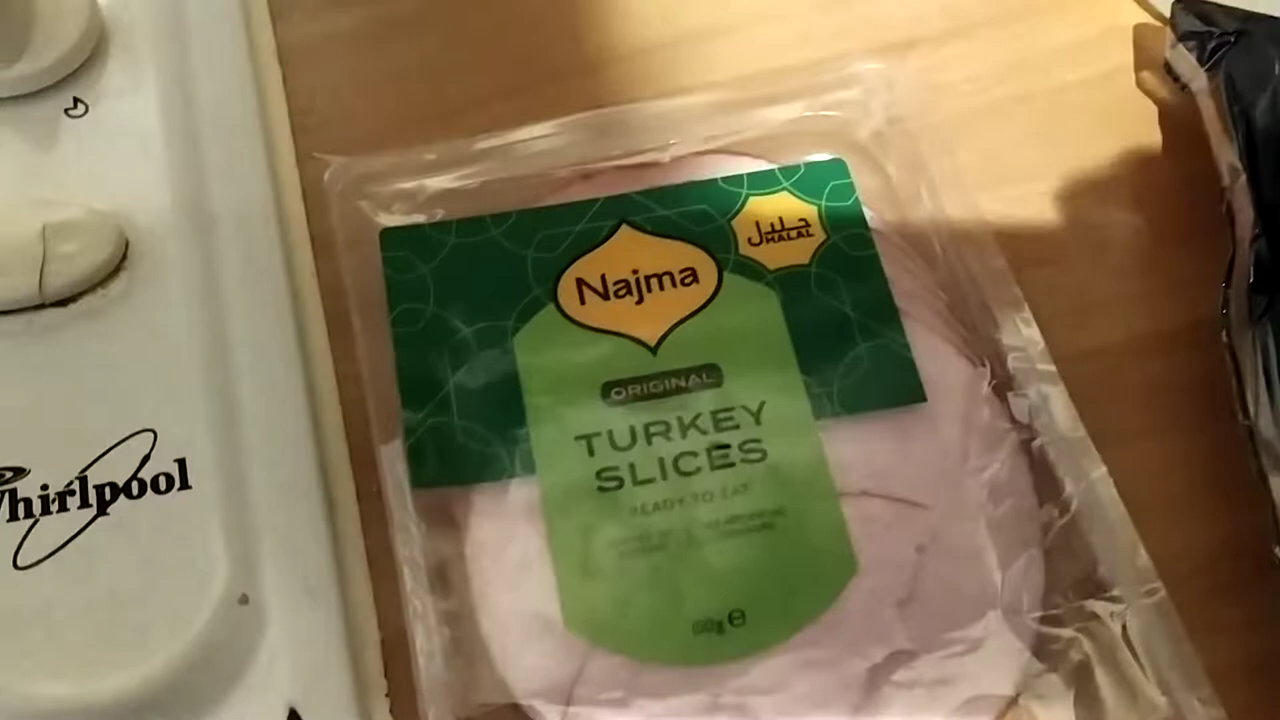 Najma
حلال
HALAL
ORIGINAL
TURKEY
SLICES
READY TO EAT
Whirlpool